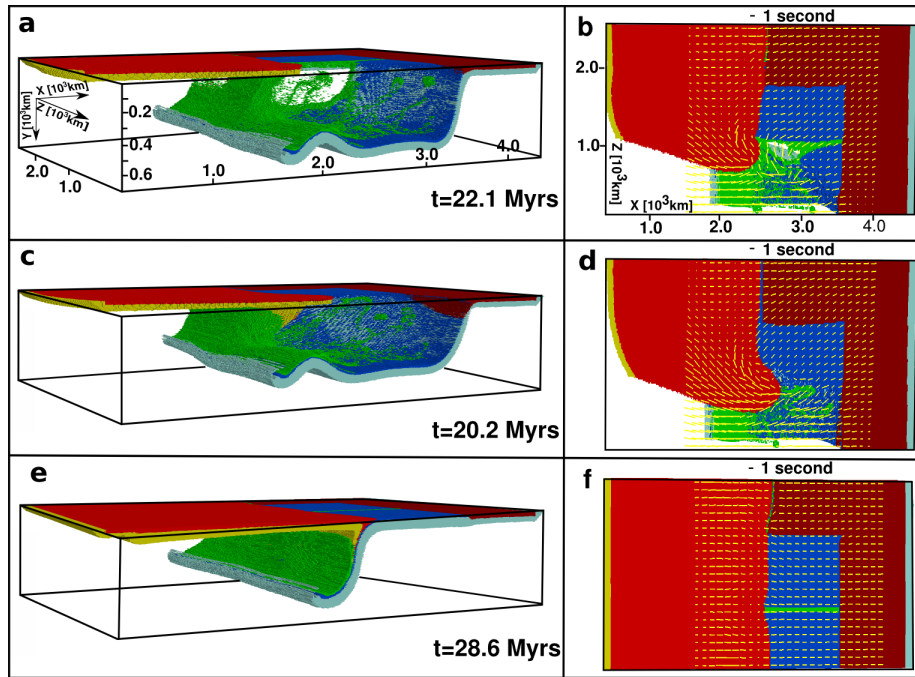 a
X [10³km]
Z [10³km]
Y [10³km]
-0.2
-0.4
-0.6
2.0
1.0
1.0
2.0
3.0
4.0
t=22.1 Myrs
- 1 second
b
2.0
1.0
Z [10³km]
X [10³km]
1.0
2.0
3.0
4.0
c
t=20.2 Myrs
- 1 second
d
e
t=28.6 Myrs
- 1 second
f